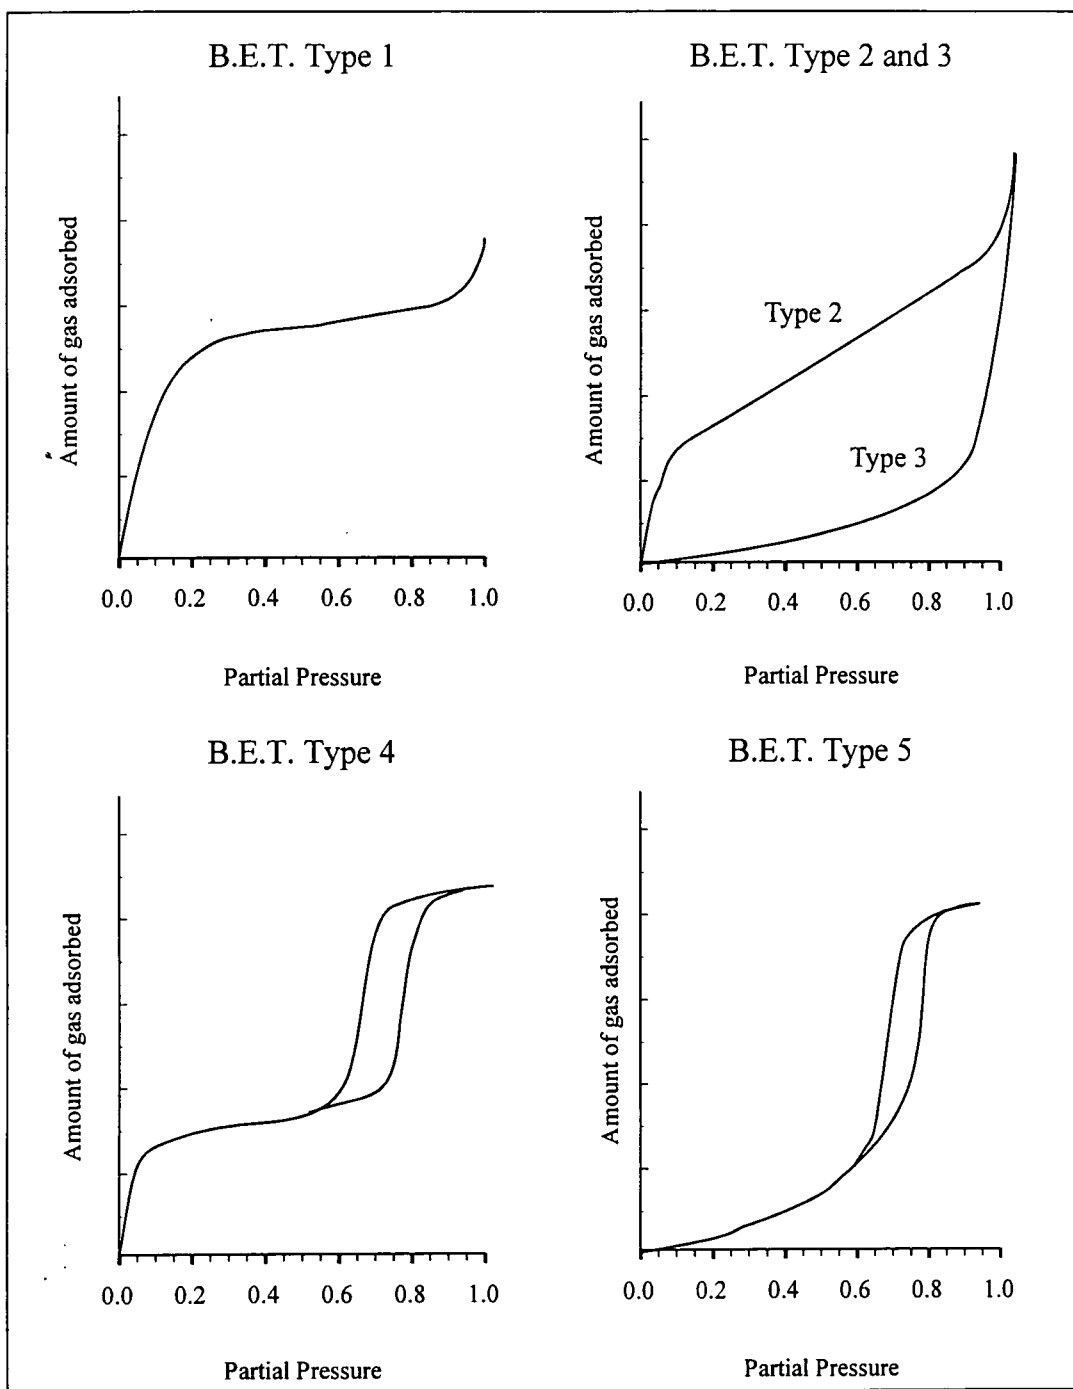 B.E.T. Type 1
Amount of gas adsorbed
0.0 0.2 0.4 0.6 0.8 1.0
Partial Pressure
B.E.T. Type 2 and 3
Amount of gas adsorbed
Type 2
Type 3
0.0 0.2 0.4 0.6 0.8 1.0
Partial Pressure
B.E.T. Type 4
Amount of gas adsorbed
0.0 0.2 0.4 0.6 0.8 1.0
Partial Pressure
B.E.T. Type 5
Amount of gas adsorbed
0.0 0.2 0.4 0.6 0.8 1.0
Partial Pressure